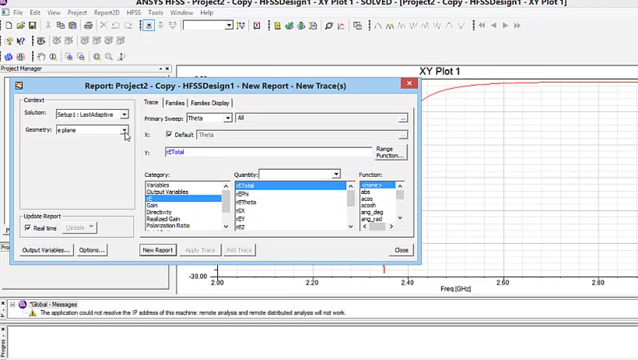 ANSYS HFSS - Project2 - Copy - HFSSDesign1 - XY Plot 1 - SOLVED - [Project2 - Copy - HFSSDesign1 - XY Plot 1]
File Edit View Project Report2D HFSS Tools Window Help
Project Manager
XY Plot 1
Report: Project2 - Copy - HFSSDesign1 - New Report - New Trace(s)
Context
Solution: Setup1 : LastAdaptive
Geometry: e plane
Update Report
Real time Update
Output Variables... Options...
Trace Families Families Display
Primary Sweep: Theta All ...
X: Default Theta ...
Y: rETotal Range Function...
Category: Quantity: Function:
Variables rETotal <none>
Output Variables rEPhi abs
rE rETheta acos
Gain rEX acosh
Directivity rEY ang_deg
Realized Gain rEZ ang_rad
Polarization Ratio
New Report Apply Trace Add Trace Close
-30.00
2.00 2.60 2.70 2.80 2.90
Freq [GHz]
*Global - Messages
The application could not resolve the IP address of this machine: remote analysis and remote distributed analysis will not work.
Progress